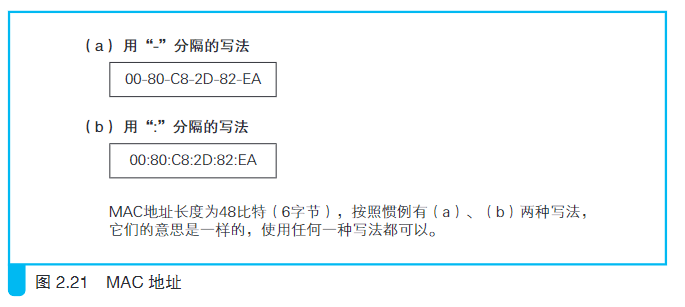 （a）用“-”分隔的写法
00-80-C8-2D-82-EA
（b）用“:”分隔的写法
00:80:C8:2D:82:EA
MAC地址长度为48比特（6字节），按照惯例有（a）、（b）两种写法，
它们的意思是一样的，使用任何一种写法都可以。
图 2.21 MAC 地址